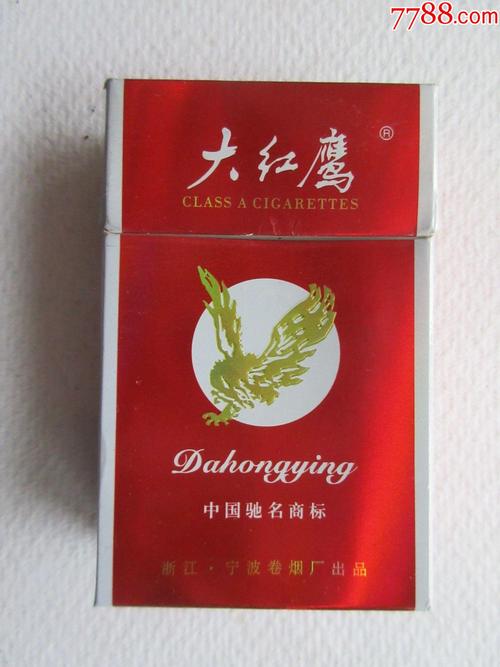 7788.com
大红鹰®
CLASS A CIGARETTES
Dahongying
中国驰名商标
浙江·宁波卷烟厂出品